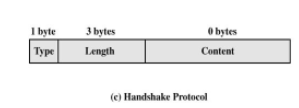 1 byte 3 bytes 0 bytes
Type Length Content
(c) Handshake Protocol